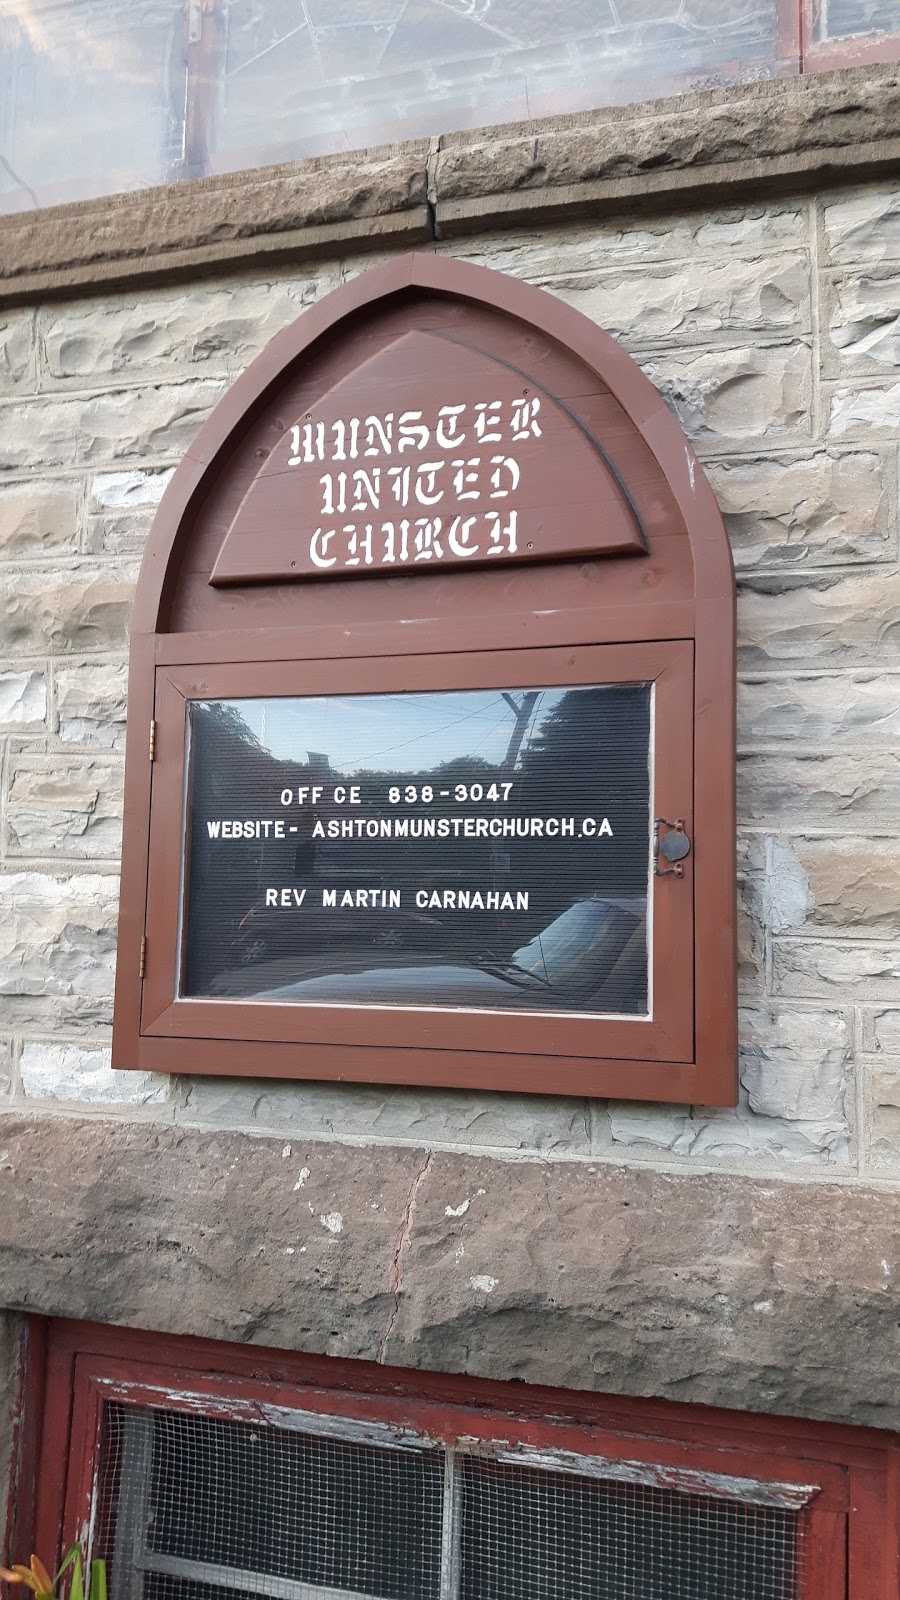 MUNSTER
UNITED
CHURCH
OFF CE 838-3047
WEBSITE- ASHTONMUNSTERCHURCH.CA
REV MARTIN CARNAHAN